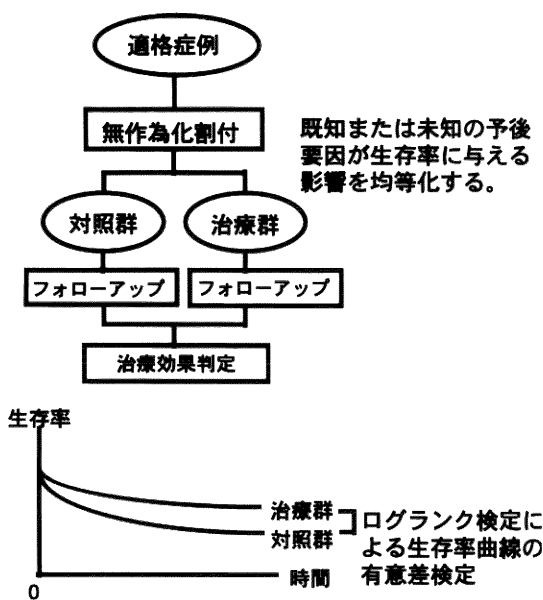 適格症例
無作為化割付
既知または未知の予後
要因が生存率に与える
影響を均等化する。
対照群
治療群
フォローアップ
フォローアップ
治療効果判定
生存率
治療群
対照群
ログランク検定に
よる生存率曲線の
有意差検定
時間
0